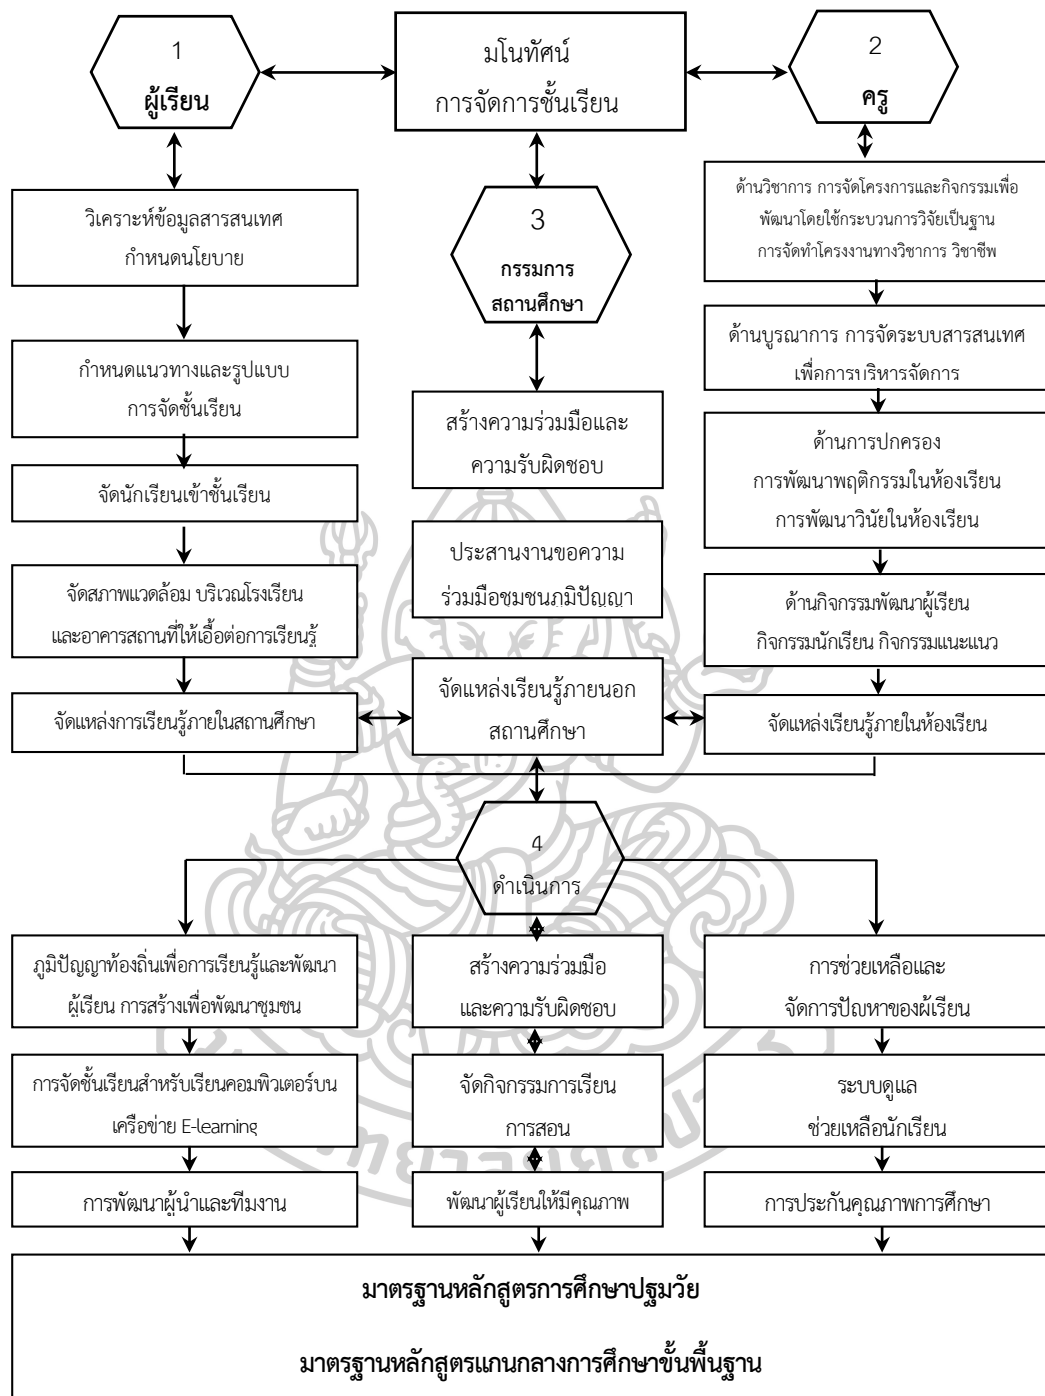 1
ผู้เรียน
มโนทัศน์
การจัดการชั้นเรียน
2
ครู
วิเคราะห์ข้อมูลสารสนเทศ
กำหนดนโยบาย
กำหนดแนวทางและรูปแบบ
การจัดชั้นเรียน
จัดนักเรียนเข้าชั้นเรียน
จัดสภาพแวดล้อม บริเวณโรงเรียน
และอาคารสถานที่ให้เอื้อต่อการเรียนรู้
จัดแหล่งการเรียนรู้ภายในสถานศึกษา
3
กรรมการ
สถานศึกษา
สร้างความร่วมมือและ
ความรับผิดชอบ
ประสานงานขอความ
ร่วมมือชุมชนภูมิปัญญา
จัดแหล่งเรียนรู้ภายนอก
สถานศึกษา
ด้านวิชาการ การจัดโครงการและกิจกรรมเพื่อ
พัฒนาโดยใช้กระบวนการวิจัยเป็นฐาน
การจัดทำโครงงานทางวิชาการ วิชาชีพ
ด้านบูรณาการ การจัดระบบสารสนเทศ
เพื่อการบริหารจัดการ
ด้านการปกครอง
การพัฒนาพฤติกรรมในห้องเรียน
การพัฒนาวินัยในห้องเรียน
ด้านกิจกรรมพัฒนาผู้เรียน
กิจกรรมนักเรียน กิจกรรมแนะแนว
จัดแหล่งเรียนรู้ภายในห้องเรียน
4
ดำเนินการ
ภูมิปัญญาท้องถิ่นเพื่อการเรียนรู้และพัฒนา
ผู้เรียน การสร้างเพื่อพัฒนาชุมชน
การจัดชั้นเรียนสำหรับเรียนคอมพิวเตอร์บน
เครือข่าย E-learning
การพัฒนาผู้นำและทีมงาน
สร้างความร่วมมือ
และความรับผิดชอบ
จัดกิจกรรมการเรียน
การสอน
พัฒนาผู้เรียนให้มีคุณภาพ
การช่วยเหลือและ
จัดการปัญหาของผู้เรียน
ระบบดูแล
ช่วยเหลือนักเรียน
การประกันคุณภาพการศึกษา
มาตรฐานหลักสูตรการศึกษาปฐมวัย
มาตรฐานหลักสูตรแกนกลางการศึกษาขั้นพื้นฐาน